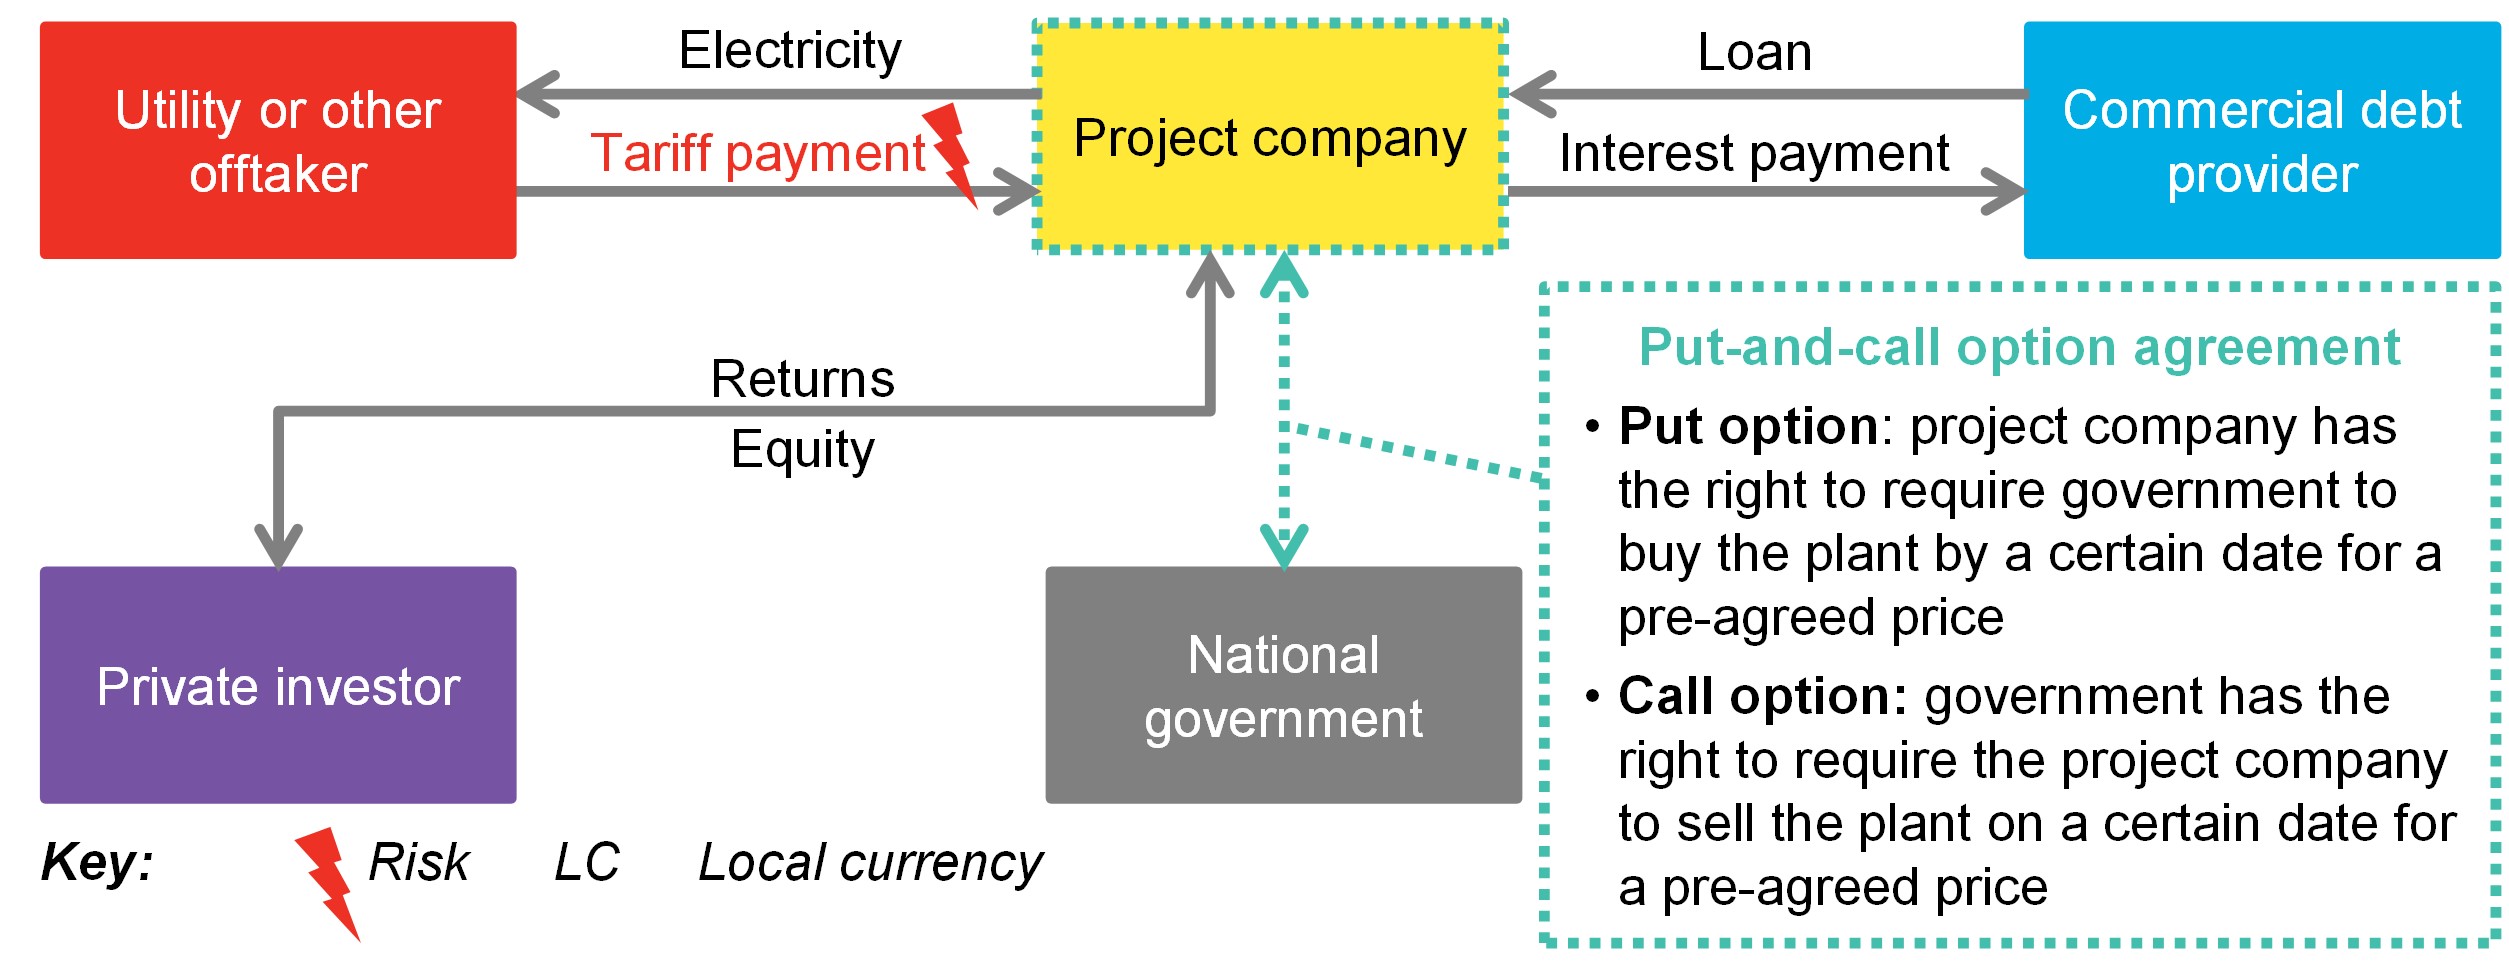 Utility or other
offtaker
Electricity
Tariff payment
Project company
Loan
Interest payment
Commercial debt
provider
Returns
Equity
Private investor
National
government
Put-and-call option agreement
• Put option: project company has
the right to require government to
buy the plant by a certain date for a
pre-agreed price
• Call option: government has the
right to require the project company
to sell the plant on a certain date for
a pre-agreed price
Key: Risk LC Local currency